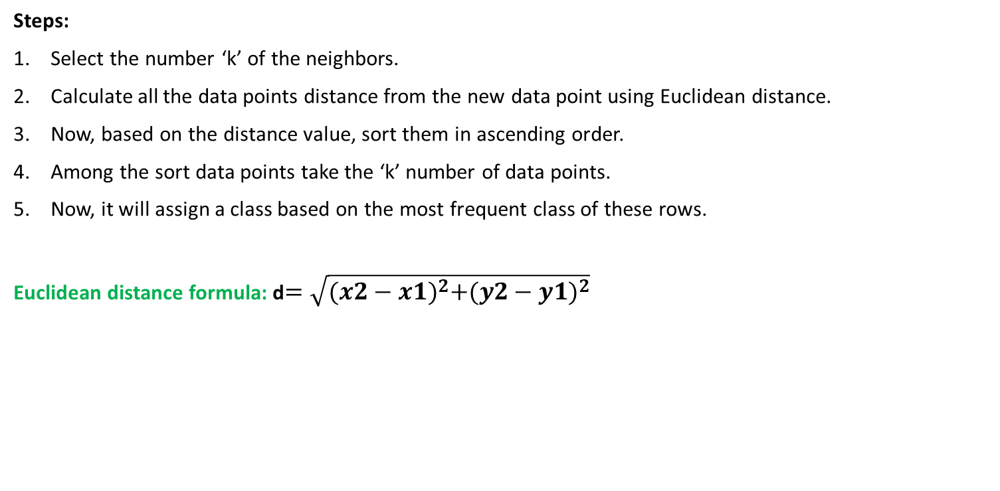 Steps:
1. Select the number ‘k’ of the neighbors.
2. Calculate all the data points distance from the new data point using Euclidean distance.
3. Now, based on the distance value, sort them in ascending order.
4. Among the sort data points take the ‘k’ number of data points.
5. Now, it will assign a class based on the most frequent class of these rows.
Euclidean distance formula: d= √(x2 − x1)²+(y2 − y1)²